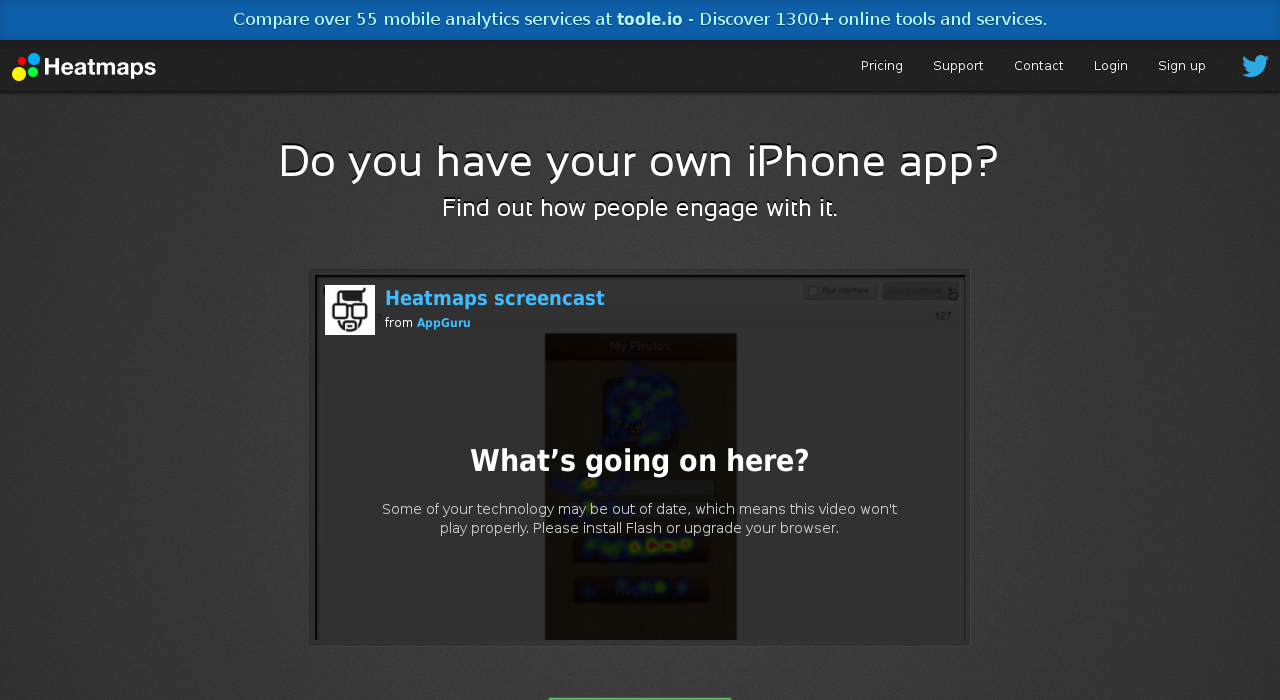 Compare over 55 mobile analytics services at toole.io - Discover 1300+ online tools and services.
Heatmaps
Pricing
Support
Contact
Login
Sign up
Do you have your own iPhone app?
Find out how people engage with it.
Heatmaps screencast
from AppGuru
127
My Photos
What’s going on here?
Some of your technology may be out of date, which means this video won't
play properly. Please install Flash or upgrade your browser.